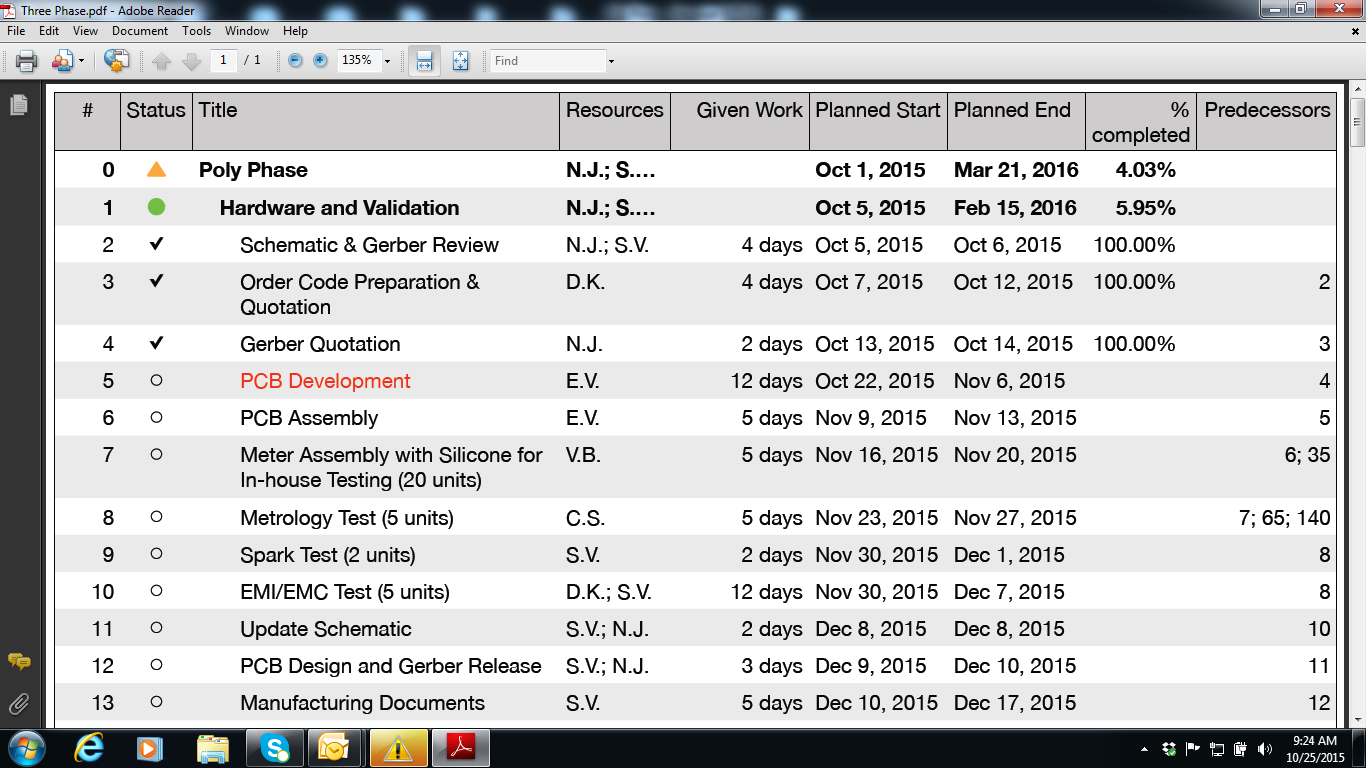 Three Phase.pdf - Adobe Reader
File Edit View Document Tools Window Help
1 / 1 135% Find
# Status Title Resources Given Work Planned Start Planned End % completed Predecessors
0 Poly Phase N.J.; S.... Oct 1, 2015 Mar 21, 2016 4.03%
1 Hardware and Validation N.J.; S.... Oct 5, 2015 Feb 15, 2016 5.95%
2 Schematic & Gerber Review N.J.; S.V. 4 days Oct 5, 2015 Oct 6, 2015 100.00%
3 Order Code Preparation & D.K. 4 days Oct 7, 2015 Oct 12, 2015 100.00% 2
Quotation
4 Gerber Quotation N.J. 2 days Oct 13, 2015 Oct 14, 2015 100.00% 3
5 PCB Development E.V. 12 days Oct 22, 2015 Nov 6, 2015 4
6 PCB Assembly E.V. 5 days Nov 9, 2015 Nov 13, 2015 5
7 Meter Assembly with Silicone for V.B. 5 days Nov 16, 2015 Nov 20, 2015 6; 35
In-house Testing (20 units)
8 Metrology Test (5 units) C.S. 5 days Nov 23, 2015 Nov 27, 2015 7; 65; 140
9 Spark Test (2 units) S.V. 2 days Nov 30, 2015 Dec 1, 2015 8
10 EMI/EMC Test (5 units) D.K.; S.V. 12 days Nov 30, 2015 Dec 7, 2015 8
11 Update Schematic S.V.; N.J. 2 days Dec 8, 2015 Dec 8, 2015 10
12 PCB Design and Gerber Release S.V.; N.J. 3 days Dec 9, 2015 Dec 10, 2015 11
13 Manufacturing Documents S.V. 5 days Dec 10, 2015 Dec 17, 2015 12
9:24 AM
10/25/2015